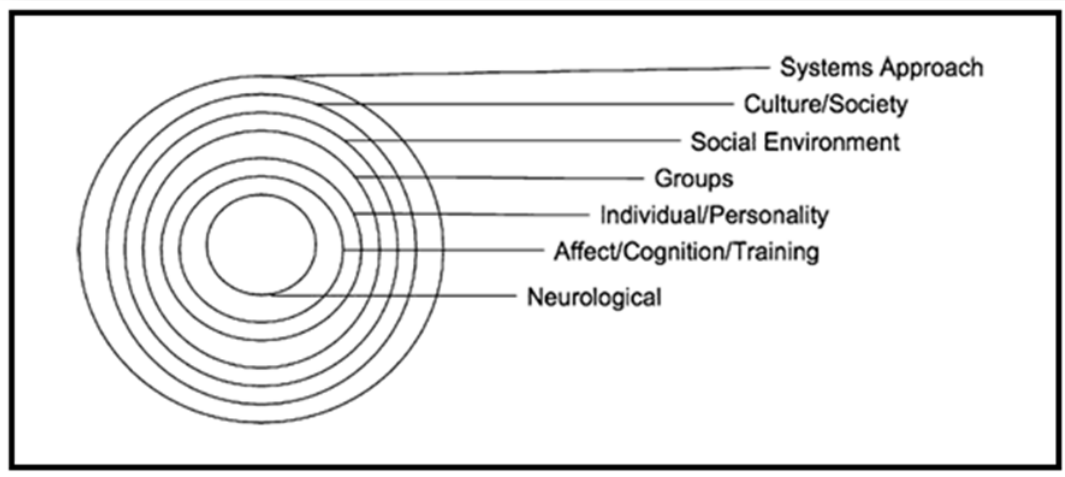 Systems Approach
Culture/Society
Social Environment
Groups
Individual/Personality
Affect/Cognition/Training
Neurological